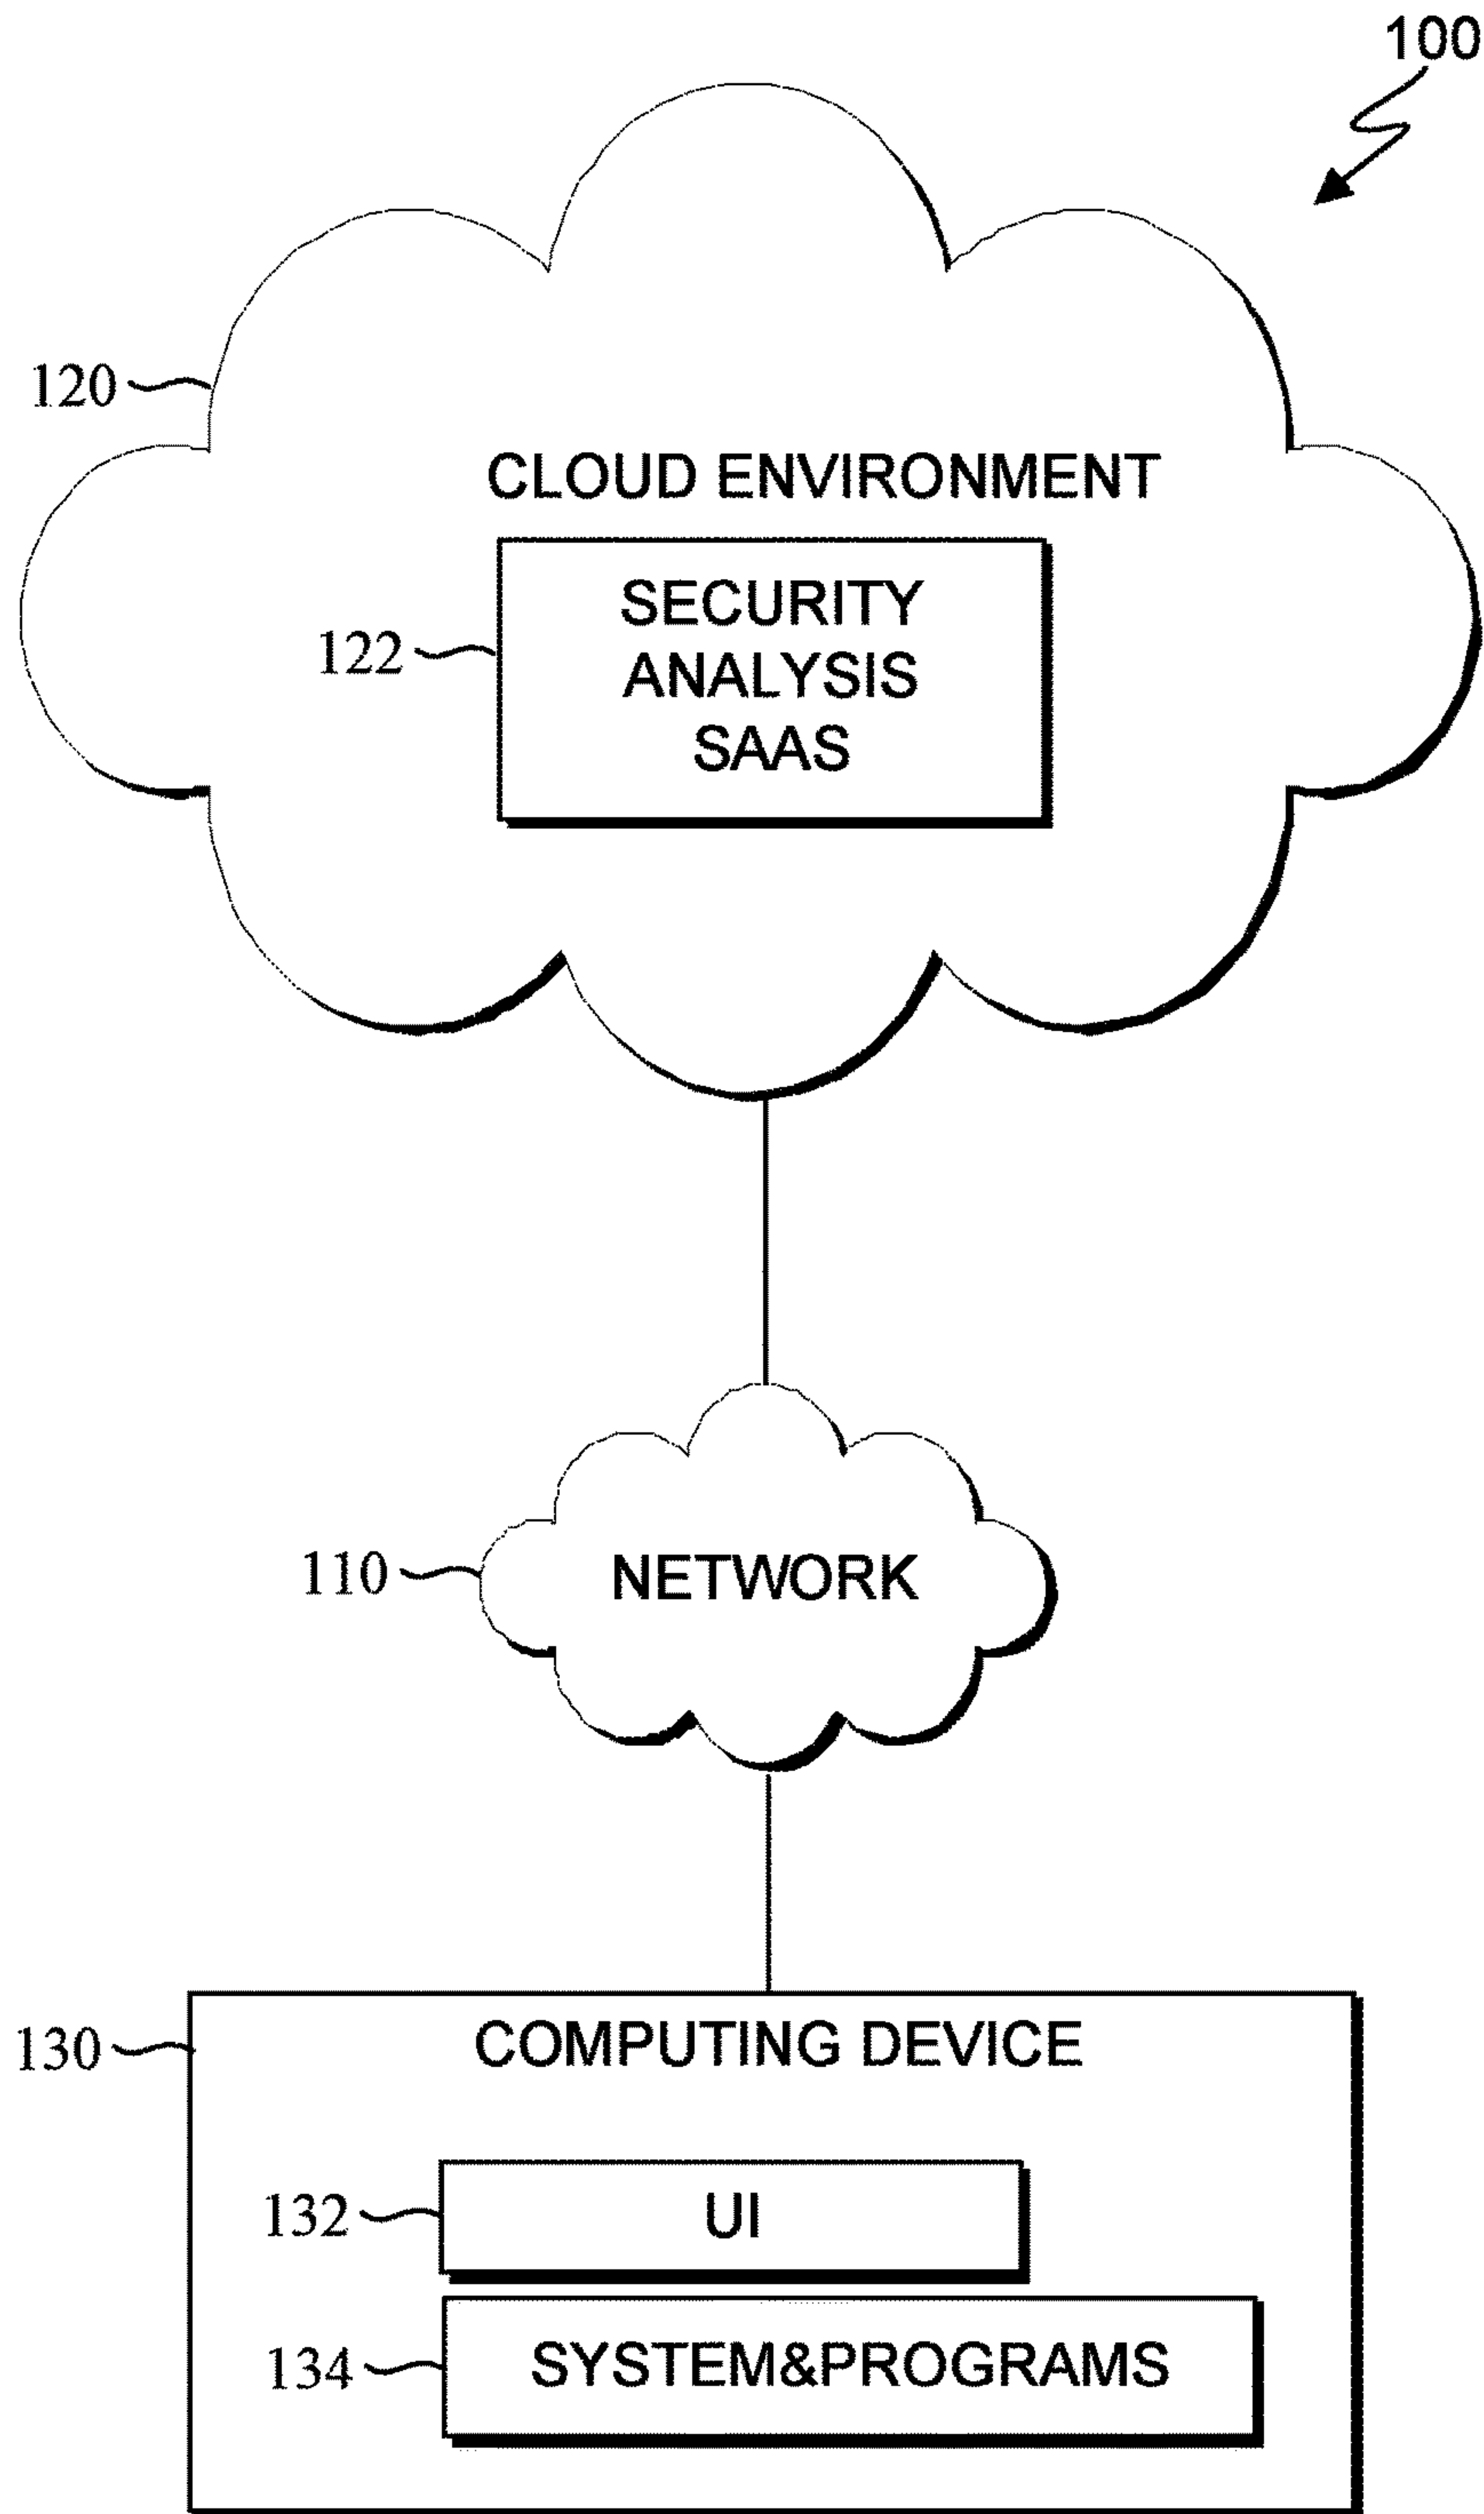 100
120
CLOUD ENVIRONMENT
122
SECURITY
ANALYSIS
SAAS
110
NETWORK
130
COMPUTING DEVICE
132
UI
134
SYSTEM&PROGRAMS